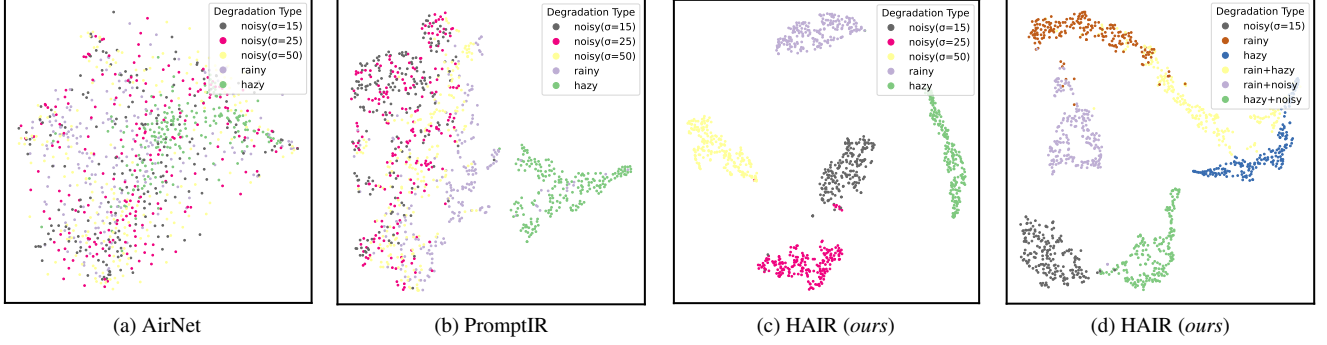 Degradation Type
noisy(σ=15)
noisy(σ=25)
noisy(σ=50)
rainy
hazy
(a) AirNet
Degradation Type
noisy(σ=15)
noisy(σ=25)
noisy(σ=50)
rainy
hazy
(b) PromptIR
Degradation Type
noisy(σ=15)
noisy(σ=25)
noisy(σ=50)
rainy
hazy
(c) HAIR (ours)
Degradation Type
noisy(σ=15)
rainy
hazy
rain+hazy
rain+noisy
hazy+noisy
(d) HAIR (ours)